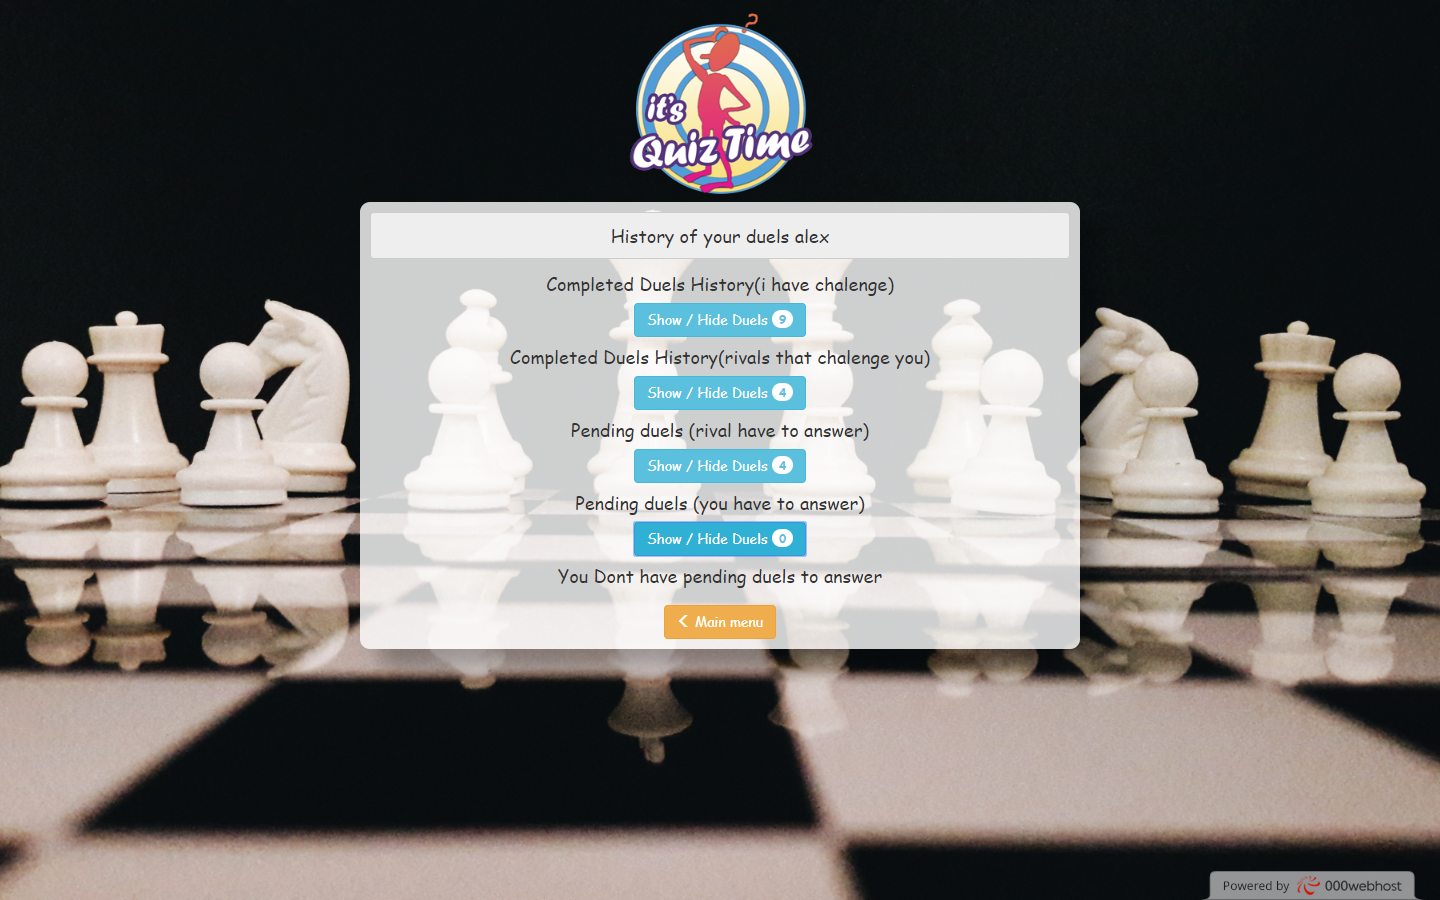 ?
it's
Quiz Time
History of your duels alex
Completed Duels History(i have chalenge)
Show / Hide Duels 9
Completed Duels History(rivals that chalenge you)
Show / Hide Duels 4
Pending duels (rival have to answer)
Show / Hide Duels 4
Pending duels (you have to answer)
Show / Hide Duels 0
You Dont have pending duels to answer
Main menu
Powered by 000webhost